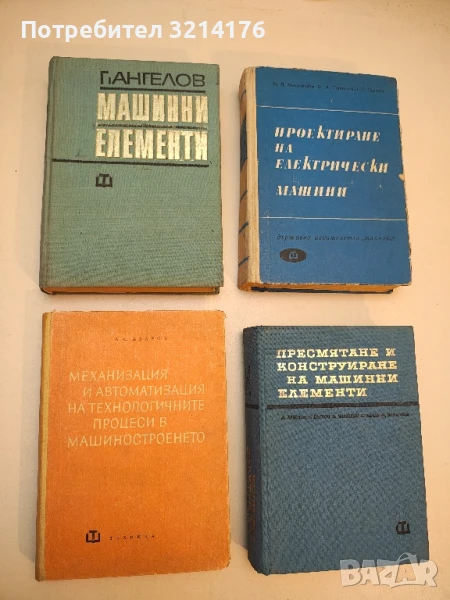 Потребител 3214176
П. АНГЕЛОВ
МАШИННИ
ЕЛЕМЕНТИ
ПРОЕКТИРАНЕ
НА
ЕЛЕКТРИЧЕСКИ
МАШИНИ
МЕХАНИЗАЦИЯ
И АВТОМАТИЗАЦИЯ
НА ТЕХНОЛОГИЧНИТЕ
ПРОЦЕСИ В
МАШИНОСТРОЕНЕТО
ТЕХНИКА
ПРЕСМЯТАНЕ И
КОНСТРУИРАНЕ
НА МАШИННИ
ЕЛЕМЕНТИ
BAZAR